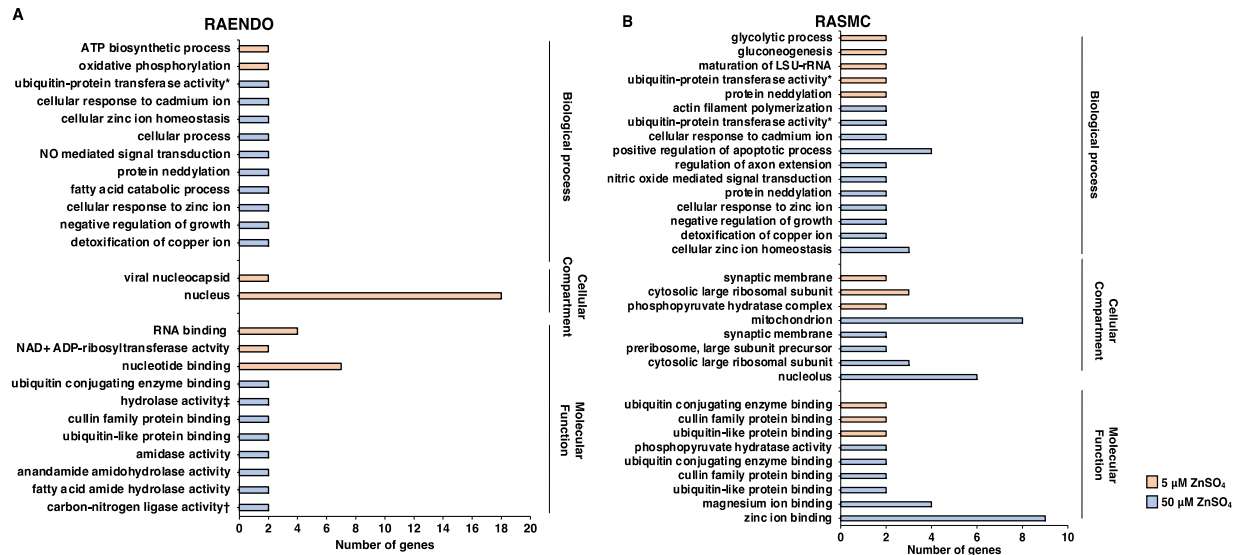 A
RAENDO
ATP biosynthetic process
oxidative phosphorylation
ubiquitin-protein transferase activity*
cellular response to cadmium ion
cellular zinc ion homeostasis
cellular process
NO mediated signal transduction
protein neddylation
fatty acid catabolic process
cellular response to zinc ion
negative regulation of growth
detoxification of copper ion
viral nucleocapsid
nucleus
RNA binding
NAD+ ADP-ribosyltransferase actvity
nucleotide binding
ubiquitin conjugating enzyme binding
hydrolase activity‡
cullin family protein binding
ubiquitin-like protein binding
amidase activity
anandamide amidohydrolase activity
fatty acid amide hydrolase activity
carbon-nitrogen ligase activity†
0 2 4 6 8 10 12 14 16 18 20
Number of genes
Biological process
Cellular
Compartment
Molecular
Function
B
RASMC
glycolytic process
gluconeogenesis
maturation of LSU-rRNA
ubiquitin-protein transferase activity*
protein neddylation
actin filament polymerization
ubiquitin-protein transferase activity*
cellular response to cadmium ion
positive regulation of apoptotic process
regulation of axon extension
nitric oxide mediated signal transduction
protein neddylation
cellular response to zinc ion
negative regulation of growth
detoxification of copper ion
cellular zinc ion homeostasis
synaptic membrane
cytosolic large ribosomal subunit
phosphopyruvate hydratase complex
mitochondrion
synaptic membrane
preribosome, large subunit precursor
cytosolic large ribosomal subunit
nucleolus
ubiquitin conjugating enzyme binding
cullin family protein binding
ubiquitin-like protein binding
phosphopyruvate hydratase activity
ubiquitin conjugating enzyme binding
cullin family protein binding
ubiquitin-like protein binding
magnesium ion binding
zinc ion binding
0 2 4 6 8 10
Number of genes
Biological process
Cellular
Compartment
Molecular
Function
5 µM ZnSO₄
50 µM ZnSO₄